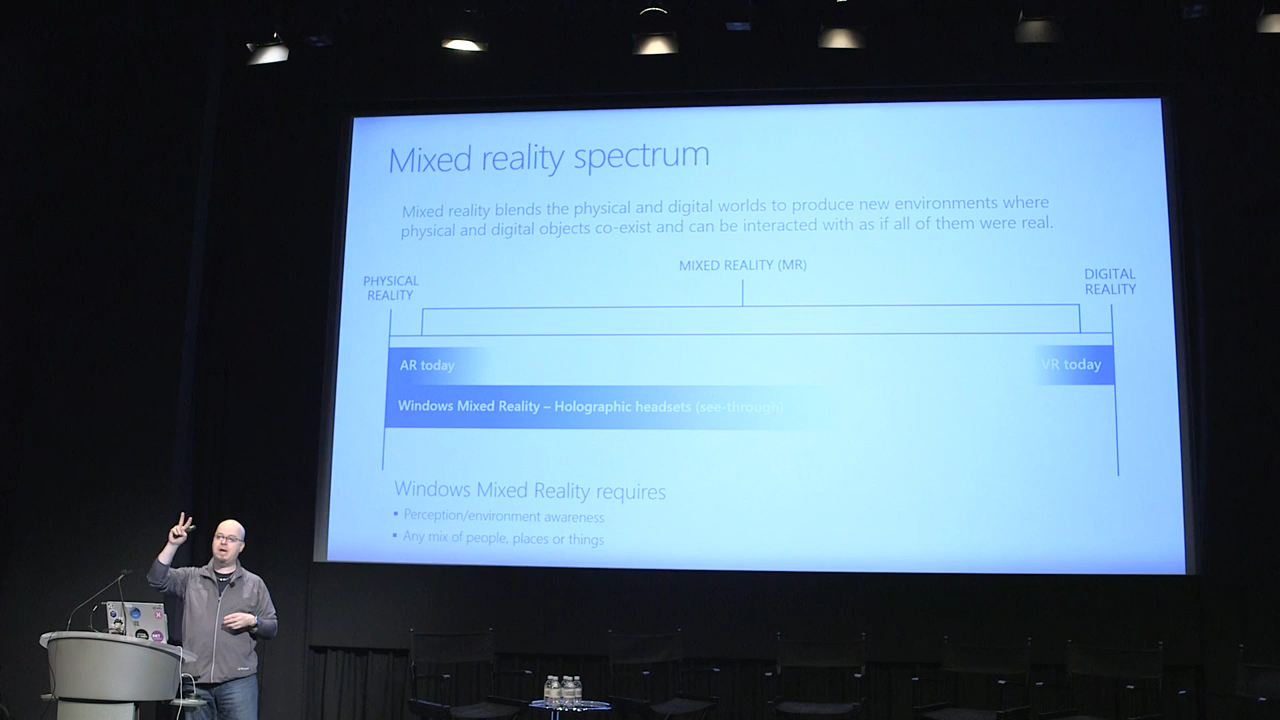 Mixed reality spectrum
Mixed reality blends the physical and digital worlds to produce new environments where
physical and digital objects co-exist and can be interacted with as if all of them were real.
MIXED REALITY (MR)
PHYSICAL
REALITY
DIGITAL
REALITY
AR today
VR today
Windows Mixed Reality – Holographic headsets (see-through)
Windows Mixed Reality requires
▪ Perception/environment awareness
▪ Any mix of people, places or things